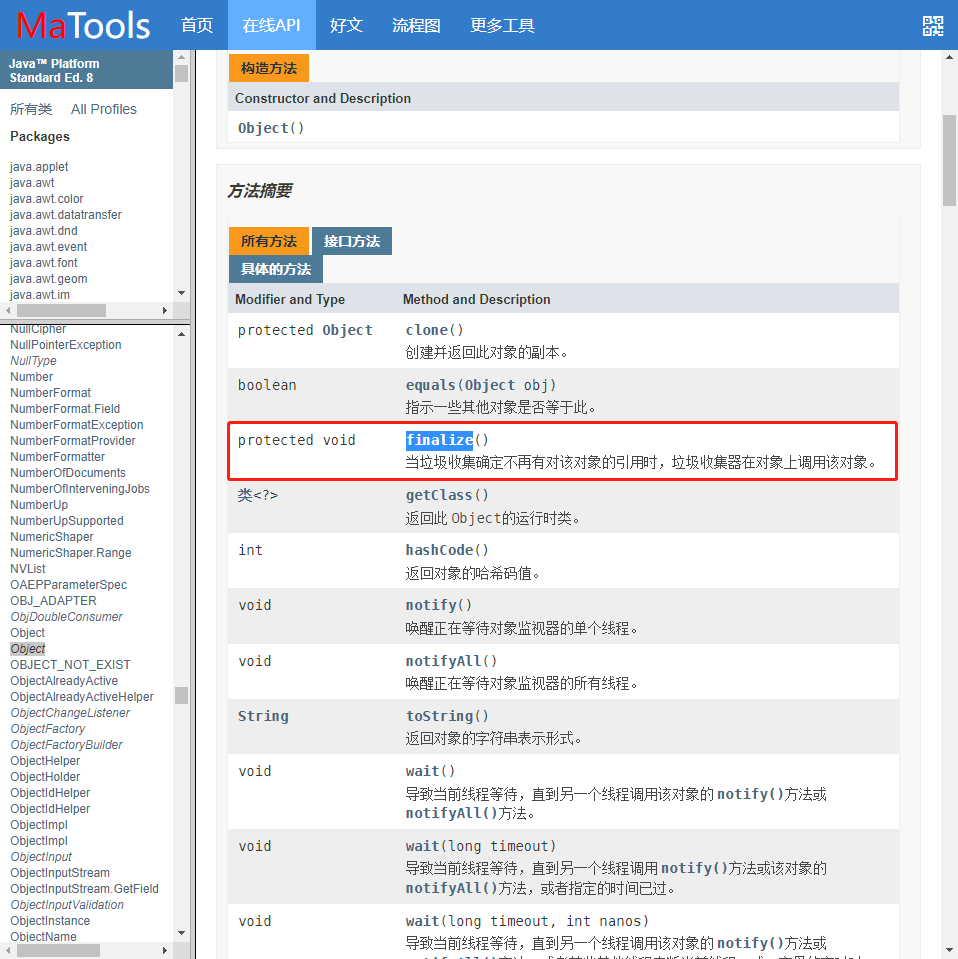 MaTools 首页 在线API 好文 流程图 更多工具
Java™ Platform
Standard Ed. 8
所有类 All Profiles
Packages
java.applet
java.awt
java.awt.color
java.awt.datatransfer
java.awt.dnd
java.awt.event
java.awt.font
java.awt.geom
java.awt.im
NullCipher
NullPointerException
NullType
Number
NumberFormat
NumberFormat.Field
NumberFormatException
NumberFormatProvider
NumberFormatter
NumberOfDocuments
NumberOfInterveningJobs
NumberUp
NumberUpSupported
NumericShaper
NumericShaper.Range
NVList
OAEPParameterSpec
OBJ_ADAPTER
ObjDoubleConsumer
Object
Object
OBJECT_NOT_EXIST
ObjectAlreadyActive
ObjectAlreadyActiveHelper
ObjectChangeListener
ObjectFactory
ObjectFactoryBuilder
ObjectHelper
ObjectHolder
ObjectIdHelper
ObjectIdHelper
ObjectImpl
ObjectImpl
ObjectInput
ObjectInputStream
ObjectInputStream.GetField
ObjectInputValidation
ObjectInstance
ObjectName
构造方法
Constructor and Description
Object()
方法摘要
所有方法 接口方法
具体的方法
Modifier and Type Method and Description
protected Object clone()
创建并返回此对象的副本。
boolean equals(Object obj)
指示一些其他对象是否等于此。
protected void finalize()
当垃圾收集确定不再有对该对象的引用时，垃圾收集器在对象上调用该对象。
类<?> getClass()
返回此 Object的运行时类。
int hashCode()
返回对象的哈希码值。
void notify()
唤醒正在等待对象监视器的单个线程。
void notifyAll()
唤醒正在等待对象监视器的所有线程。
String toString()
返回对象的字符串表示形式。
void wait()
导致当前线程等待，直到另一个线程调用该对象的 notify()方法或
notifyAll()方法。
void wait(long timeout)
导致当前线程等待，直到另一个线程调用 notify()方法或该对象的
notifyAll()方法，或者指定的时间已过。
void wait(long timeout, int nanos)
导致当前线程等待，直到另一个线程调用该对象的 notify()方法或